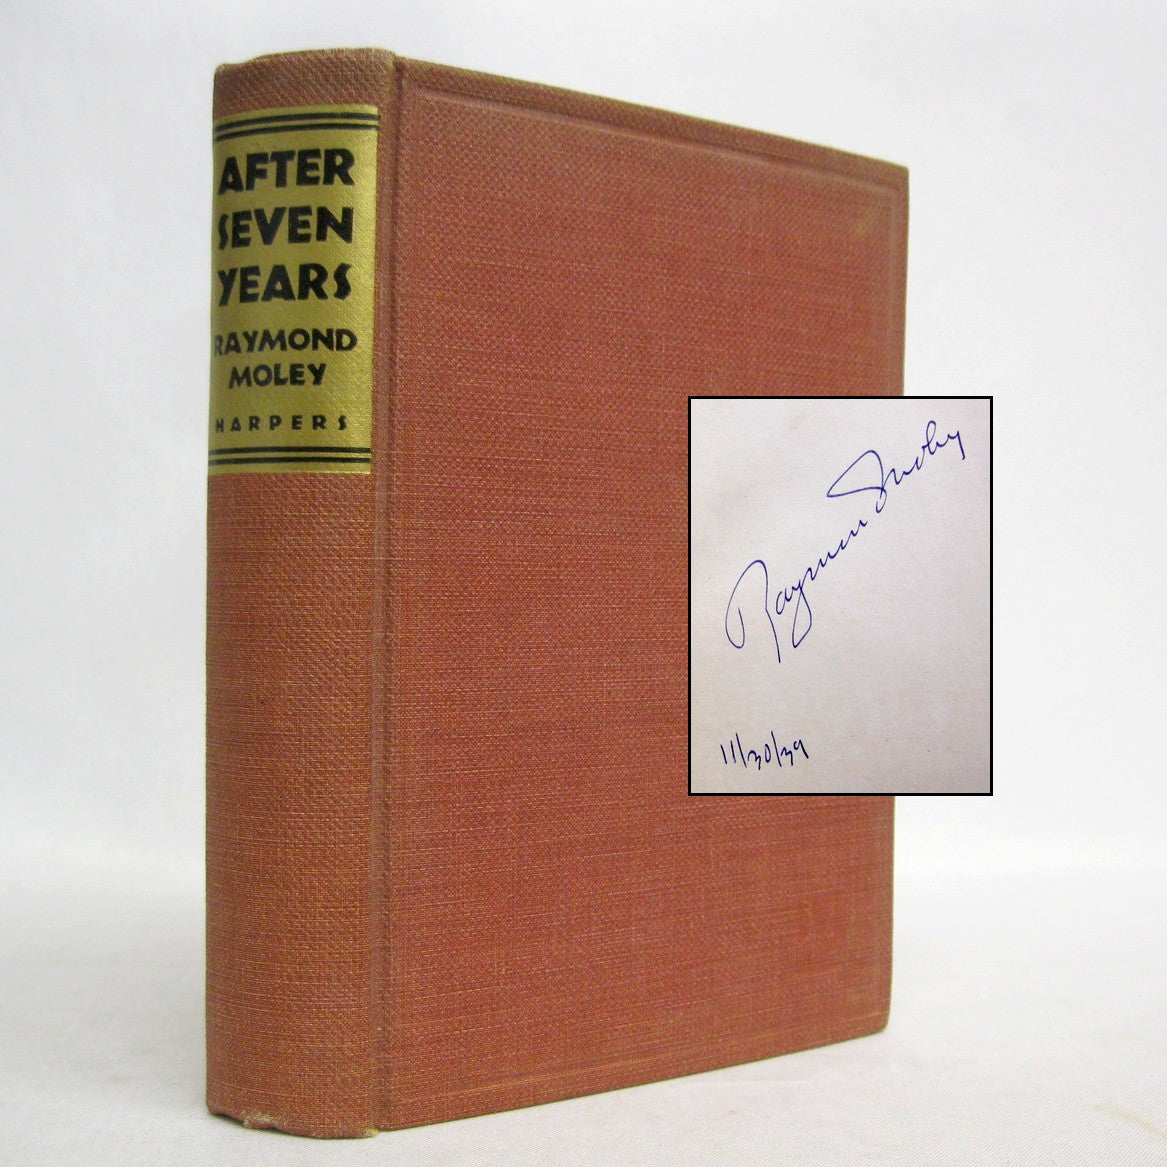 AFTER
SEVEN
YEARS
RAYMOND
MOLEY
HARPERS
Raymond Moley
11/30/39